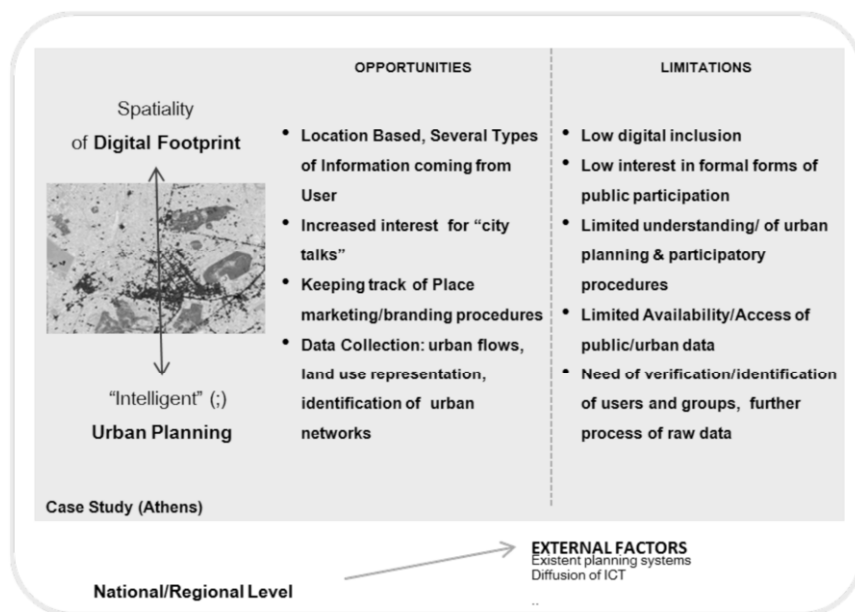 OPPORTUNITIES
LIMITATIONS
Spatiality
of Digital Footprint
“Intelligent” (;)
Urban Planning
• Location Based, Several Types
of Information coming from
User
• Increased interest for “city
talks”
• Keeping track of Place
marketing/branding procedures
• Data Collection: urban flows,
land use representation,
identification of urban
networks
• Low digital inclusion
• Low interest in formal forms of
public participation
• Limited understanding/ of urban
planning & participatory
procedures
• Limited Availability/Access of
public/urban data
• Need of verification/identification
of users and groups, further
process of raw data
Case Study (Athens)
National/Regional Level
EXTERNAL FACTORS
Existent planning systems
Diffusion of ICT
..